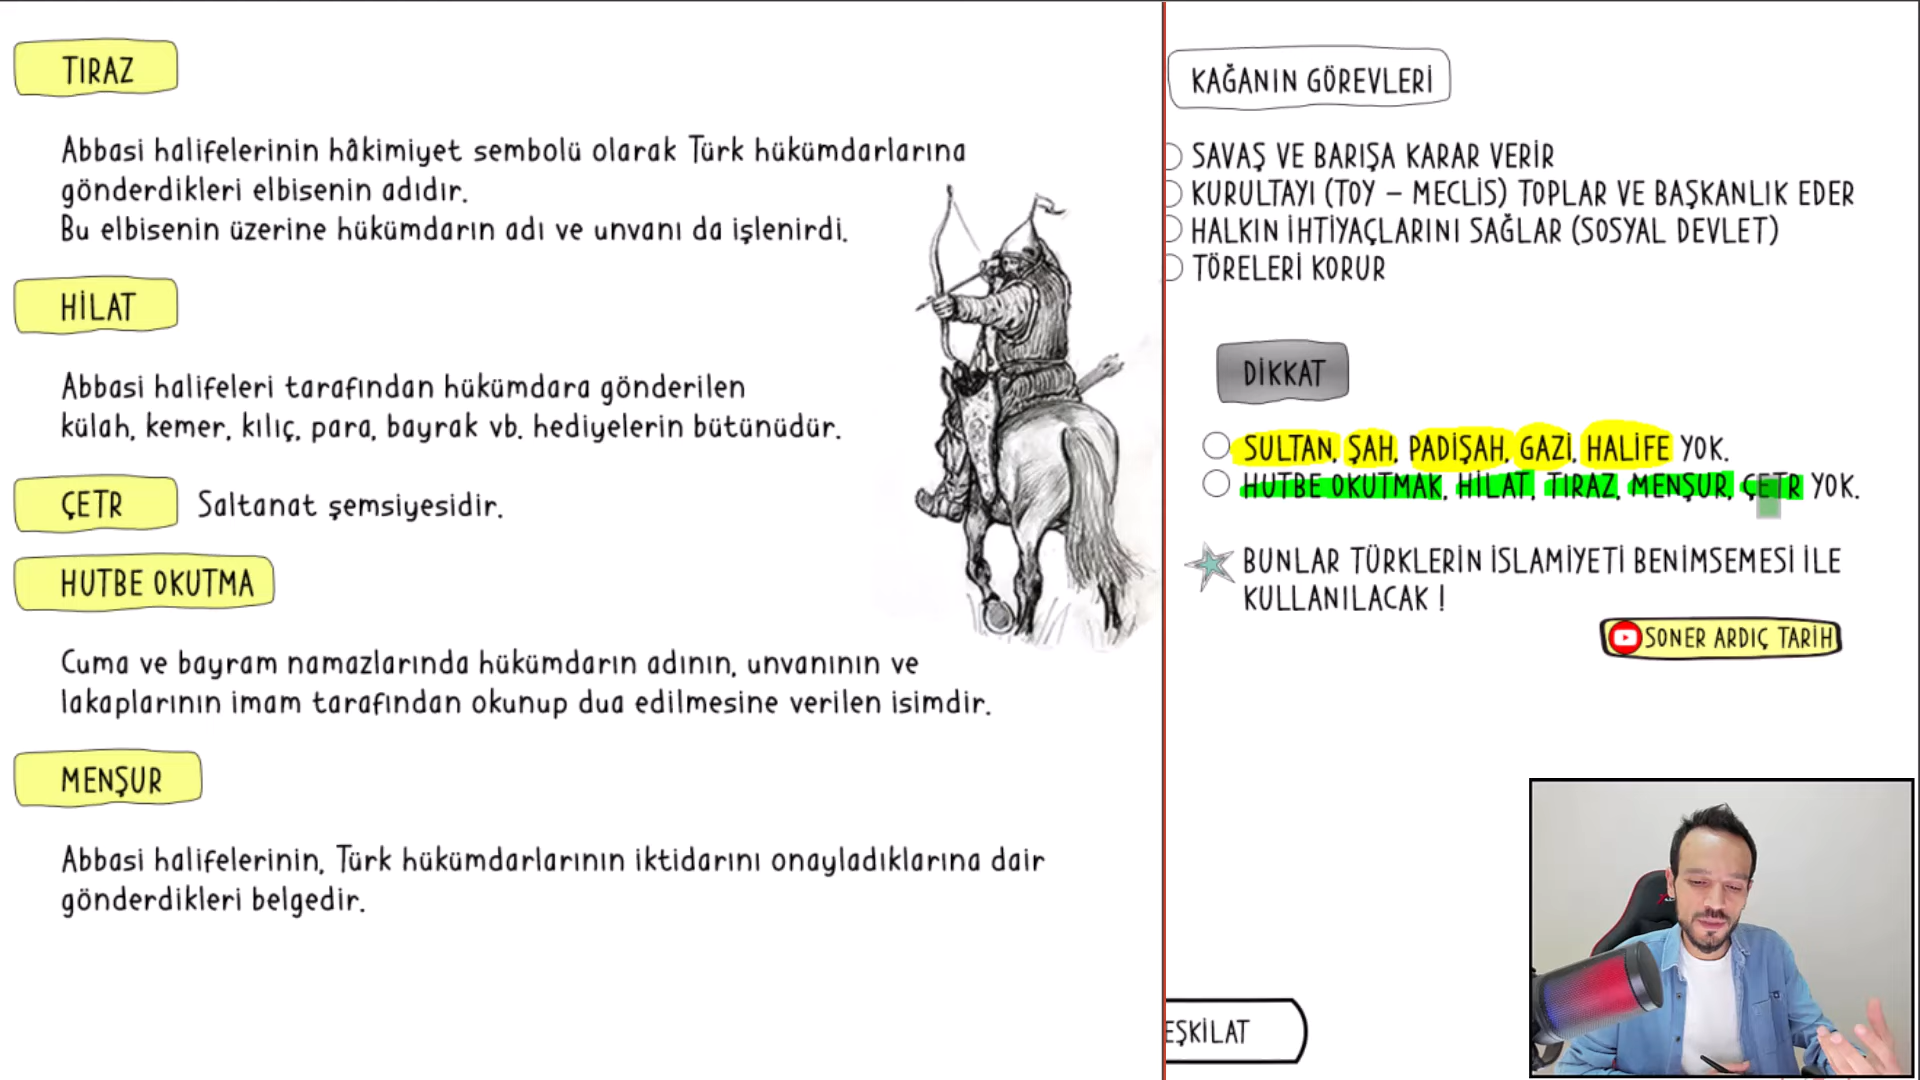 TIRAZ
Abbasi halifelerinin hâkimiyet sembolü olarak Türk hükümdarlarına
gönderdikleri elbisenin adıdır.
Bu elbisenin üzerine hükümdarın adı ve unvanı da işlenirdi.
HİLAT
Abbasi halifeleri tarafından hükümdara gönderilen
külah, kemer, kılıç, para, bayrak vb. hediyelerin bütünüdür.
ÇETR
Saltanat şemsiyesidir.
HUTBE OKUTMA
Cuma ve bayram namazlarında hükümdarın adının, unvanının ve
lakaplarının imam tarafından okunup dua edilmesine verilen isimdir.
MENŞUR
Abbasi halifelerinin, Türk hükümdarlarının iktidarını onayladıklarına dair
gönderdikleri belgedir.
KAĞANIN GÖREVLERİ
SAVAŞ VE BARIŞA KARAR VERİR
KURULTAYI (TOY – MECLİS) TOPLAR VE BAŞKANLIK EDER
HALKIN İHTİYAÇLARINI SAĞLAR (SOSYAL DEVLET)
TÖRELERİ KORUR
DİKKAT
SULTAN, ŞAH, PADİŞAH, GAZİ, HALİFE YOK.
HUTBE OKUTMAK, HİLAT, TIRAZ, MENŞUR, ÇETR YOK.
BUNLAR TÜRKLERİN İSLAMİYETİ BENİMSEMESİ İLE
KULLANILACAK !
SONER ARDIÇ TARİH
EŞKİLAT